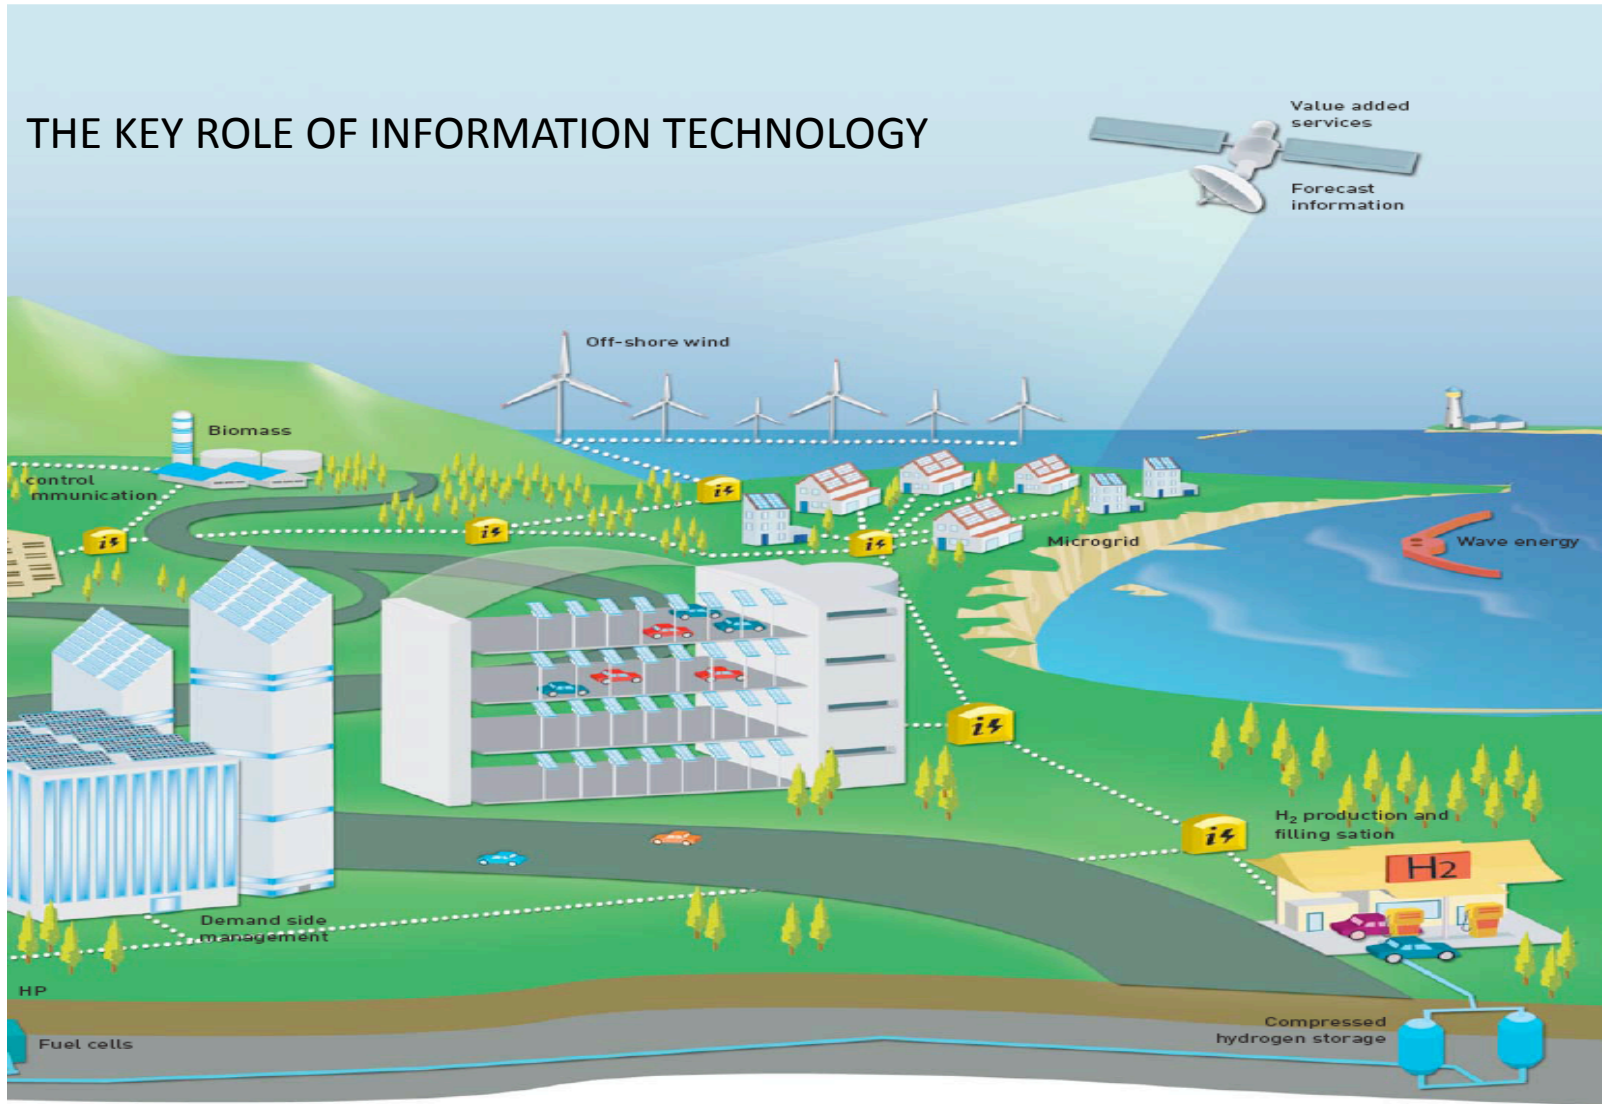 THE KEY ROLE OF INFORMATION TECHNOLOGY
Value added
services
Forecast
information
Off-shore wind
Biomass
control
mmunication
i
i
i
i
Microgrid
Wave energy
i
H₂ production and
filling sation
i
H2
Demand side
management
HP
Fuel cells
Compressed
hydrogen storage